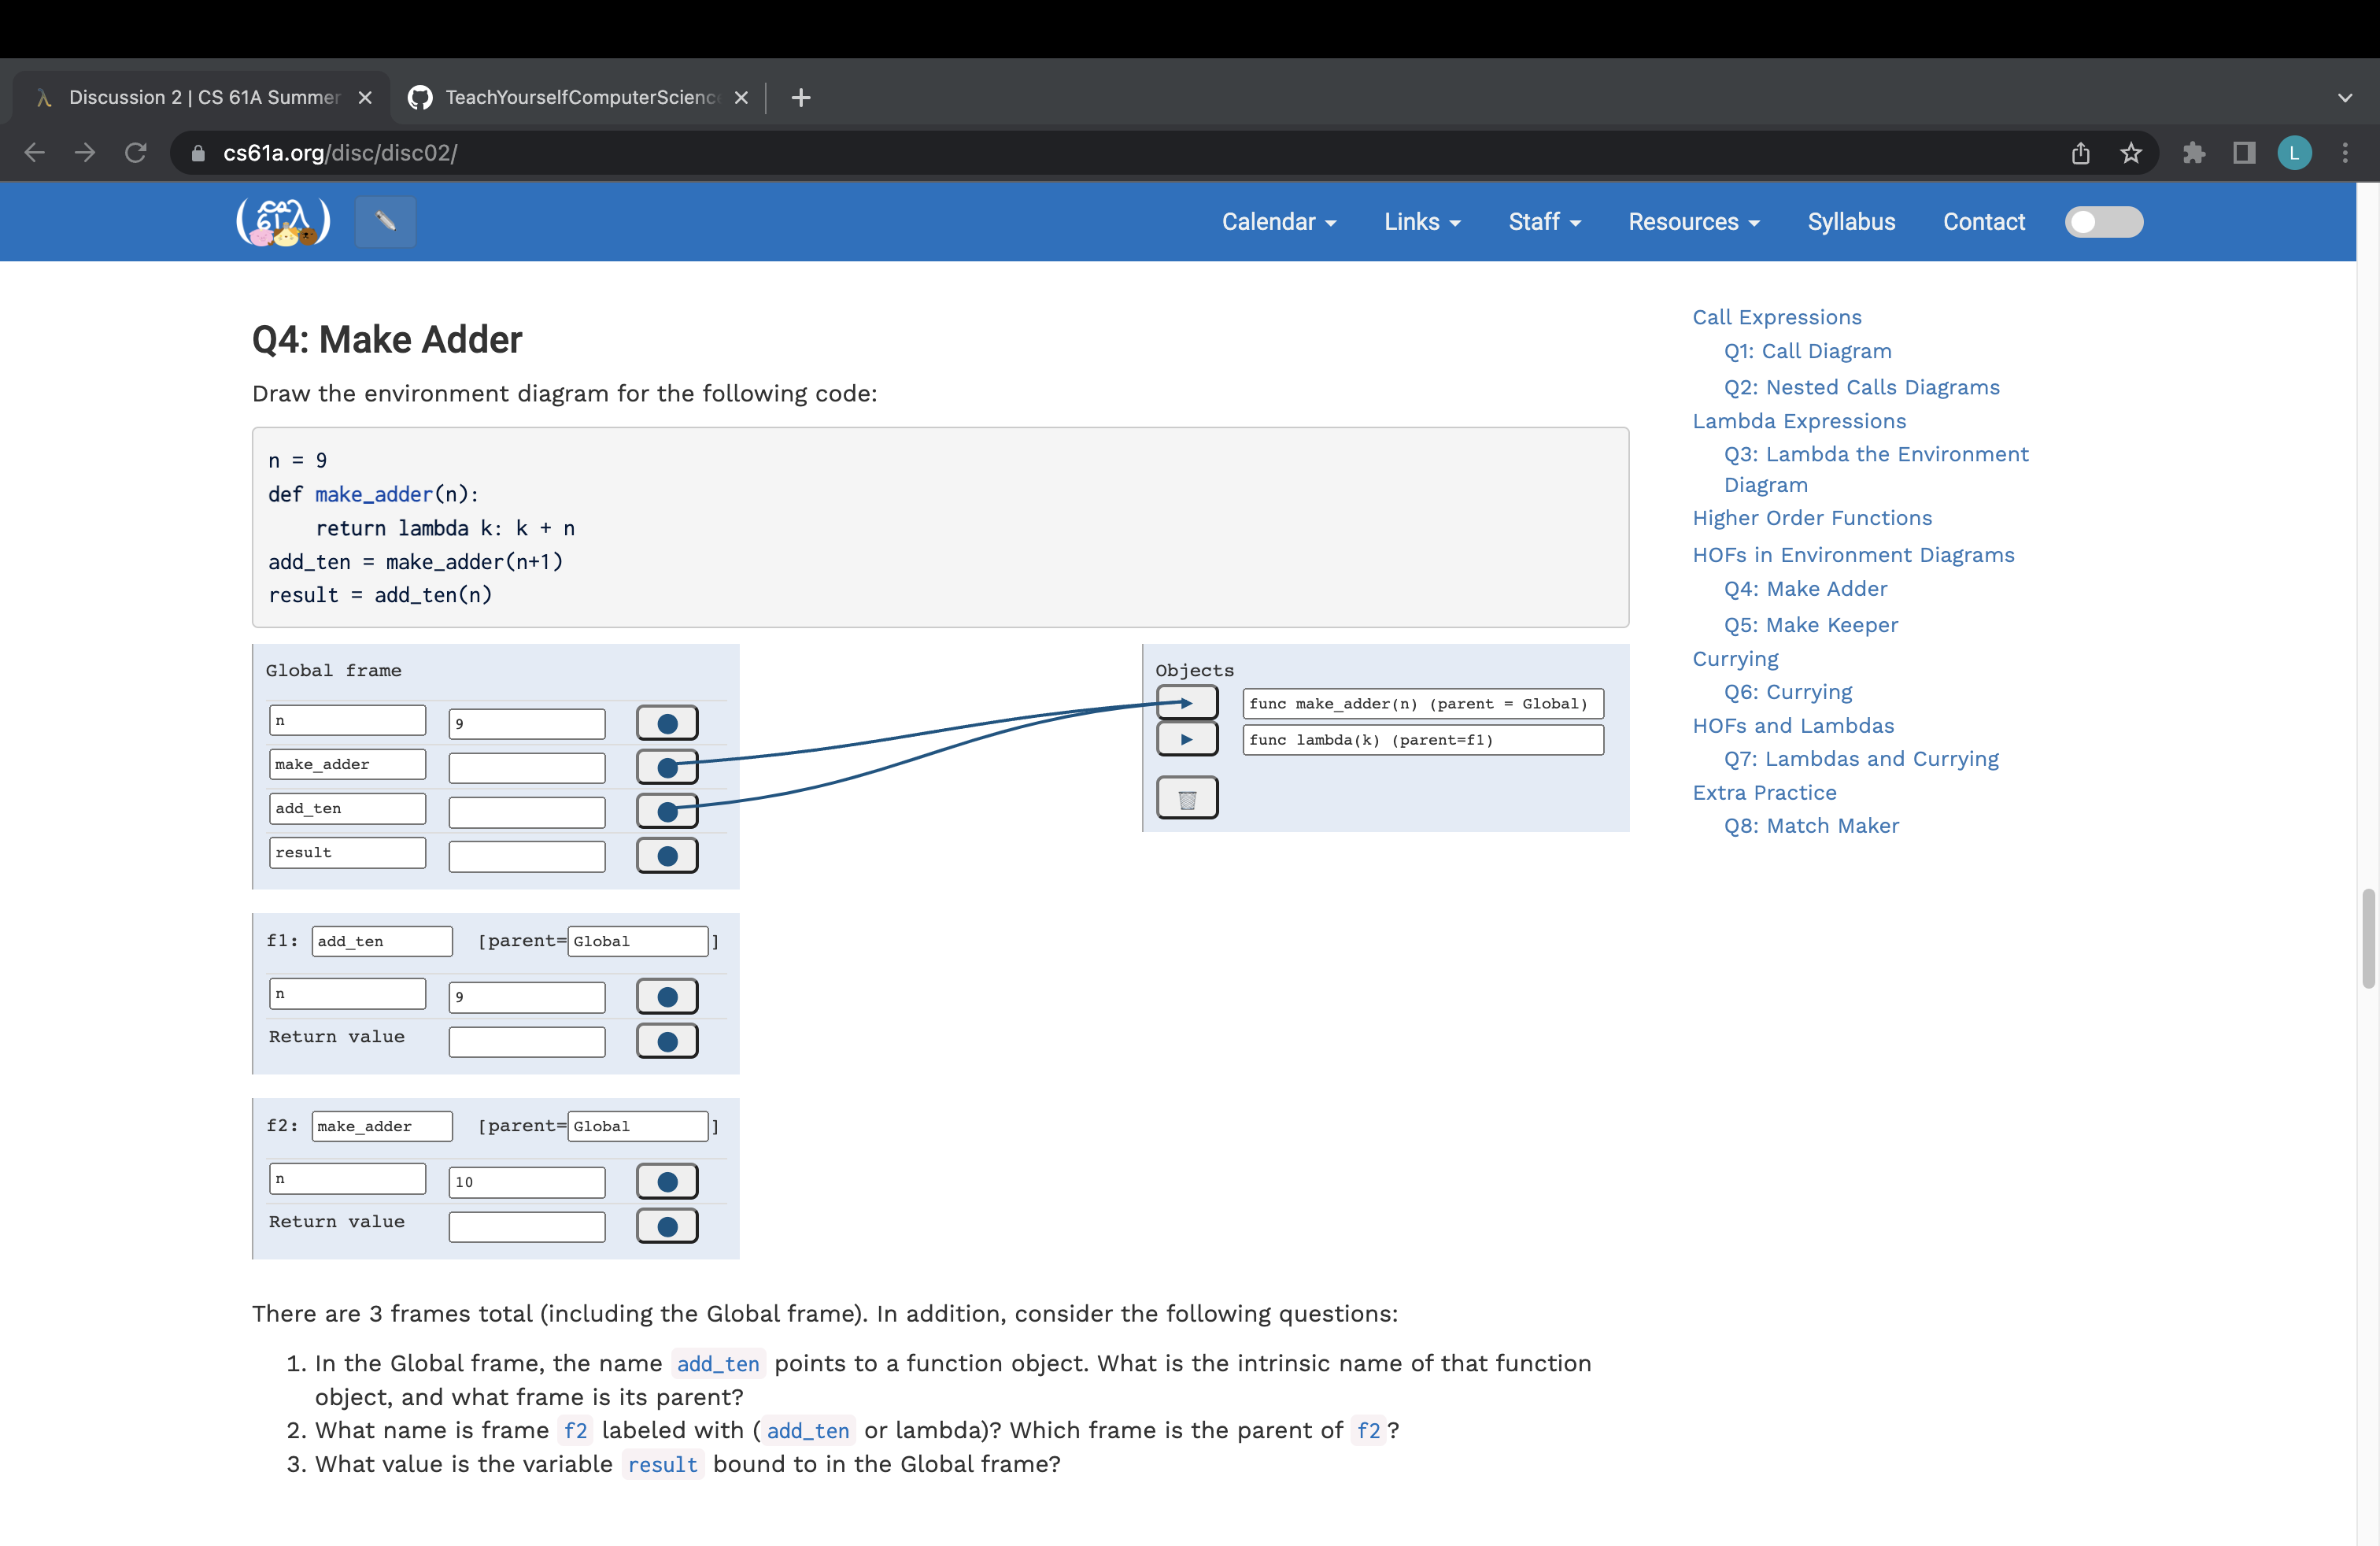 Discussion 2 | CS 61A Summer
TeachYourselfComputerScience
cs61a.org/disc/disc02/
L
CS
61A
Calendar Links Staff Resources Syllabus Contact
Q4: Make Adder
Draw the environment diagram for the following code:
n = 9
def make_adder(n):
    return lambda k: k + n
add_ten = make_adder(n+1)
result = add_ten(n)
Global frame
n 9
make_adder
add_ten
result
Objects
func make_adder(n) (parent = Global)
func lambda(k) (parent=f1)
f1: add_ten [parent=Global]
n 9
Return value
f2: make_adder [parent=Global]
n 10
Return value
There are 3 frames total (including the Global frame). In addition, consider the following questions:
1. In the Global frame, the name add_ten points to a function object. What is the intrinsic name of that function
object, and what frame is its parent?
2. What name is frame f2 labeled with (add_ten or lambda)? Which frame is the parent of f2?
3. What value is the variable result bound to in the Global frame?
Call Expressions
Q1: Call Diagram
Q2: Nested Calls Diagrams
Lambda Expressions
Q3: Lambda the Environment
Diagram
Higher Order Functions
HOFs in Environment Diagrams
Q4: Make Adder
Q5: Make Keeper
Currying
Q6: Currying
HOFs and Lambdas
Q7: Lambdas and Currying
Extra Practice
Q8: Match Maker